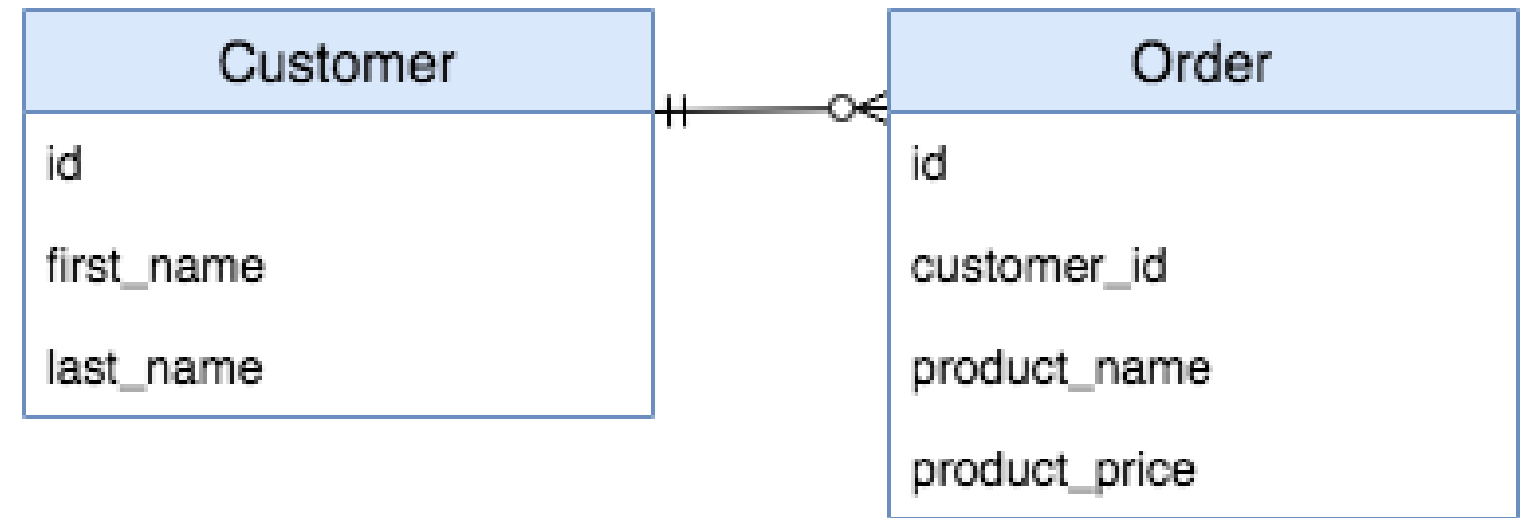 Customer
id
first_name
last_name
Order
id
customer_id
product_name
product_price